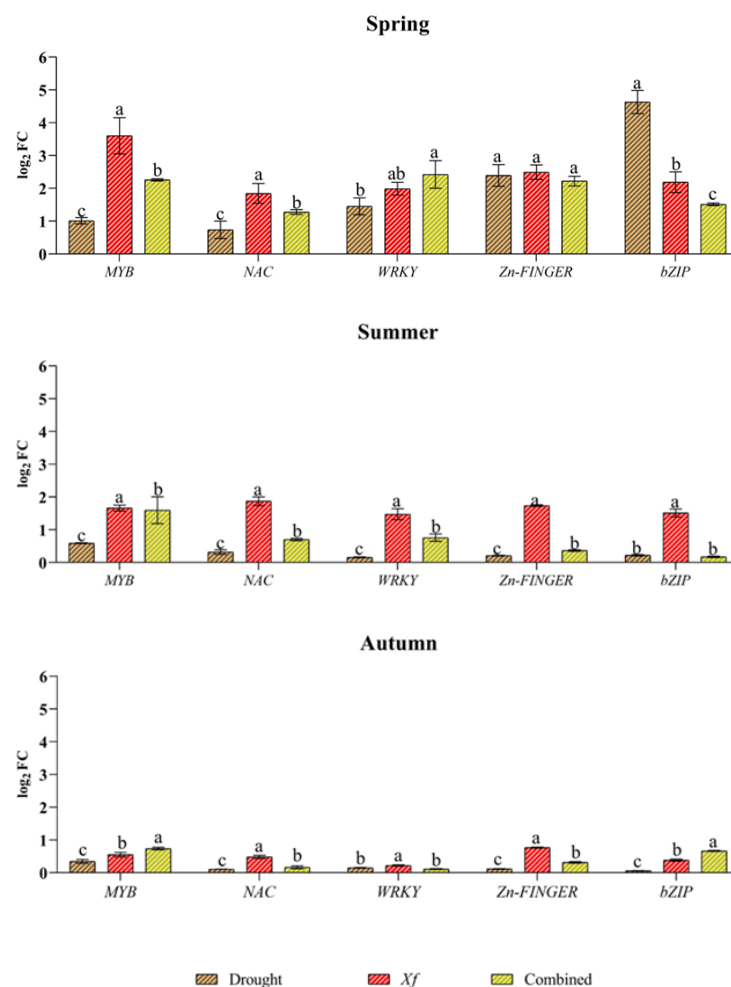 Spring
6
5
4
3
2
1
0
log2 FC
c a b
c a b
b ab a
a a a
a b c
MYB NAC WRKY Zn-FINGER bZIP
Summer
6
5
4
3
2
1
0
log2 FC
c a b
c a b
c a b
c a b
b a b
MYB NAC WRKY Zn-FINGER bZIP
Autumn
6
5
4
3
2
1
0
log2 FC
c b a
c a b
b a b
c a b
c b a
MYB NAC WRKY Zn-FINGER bZIP
Drought Xf Combined